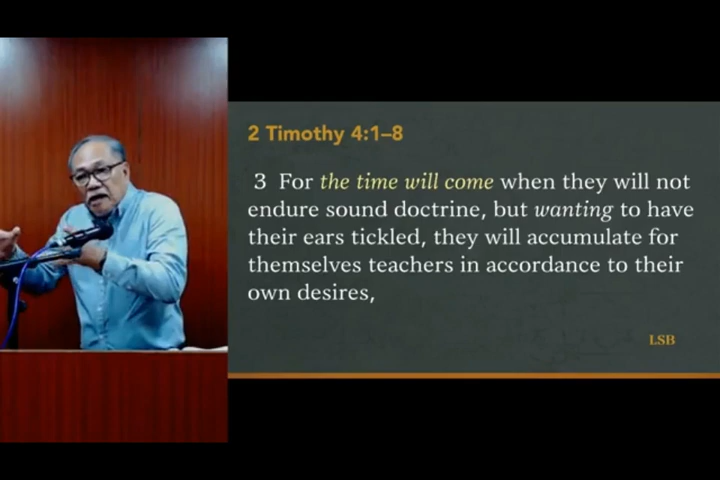 2 Timothy 4:1–8
3 For the time will come when they will not
endure sound doctrine, but wanting to have
their ears tickled, they will accumulate for
themselves teachers in accordance to their
own desires,
LSB